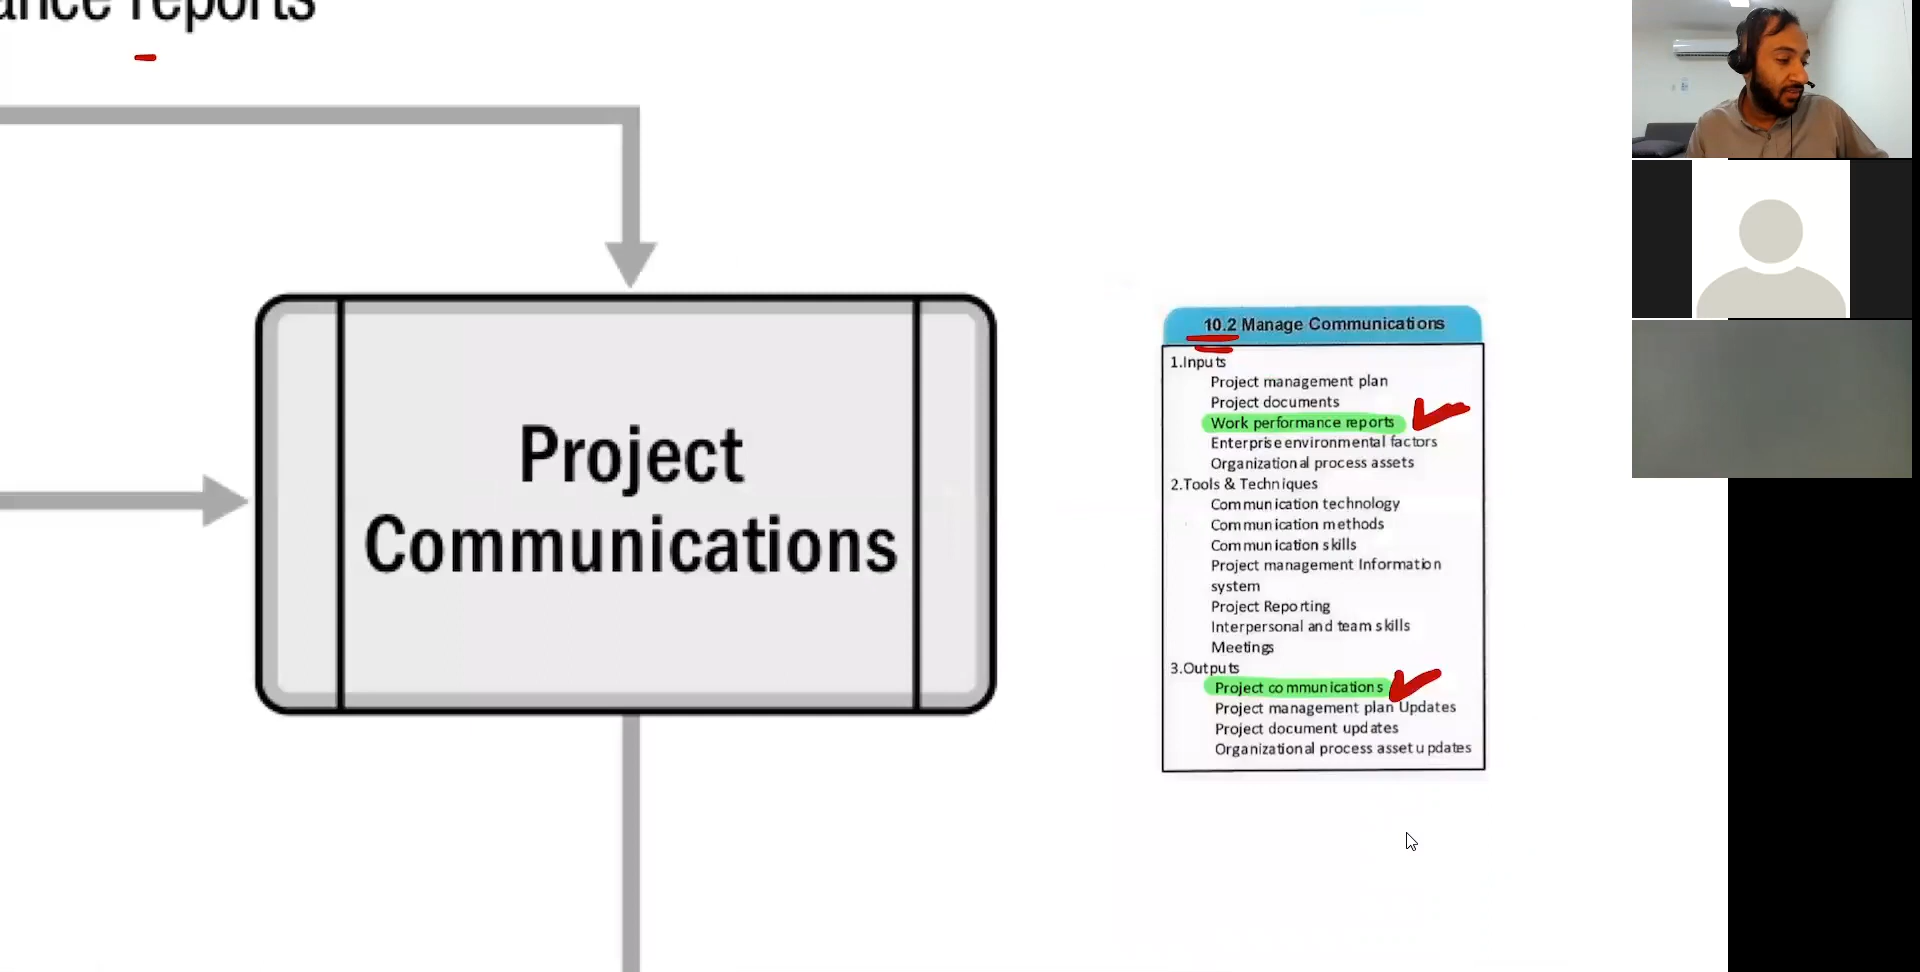 ance reports
Project
Communications
10.2 Manage Communications
1.Inputs
Project management plan
Project documents
Work performance reports
Enterprise environmental factors
Organizational process assets
2.Tools & Techniques
Communication technology
Communication methods
Communication skills
Project management Information
system
Project Reporting
Interpersonal and team skills
Meetings
3.Outputs
Project communications
Project management plan Updates
Project document updates
Organizational process asset updates